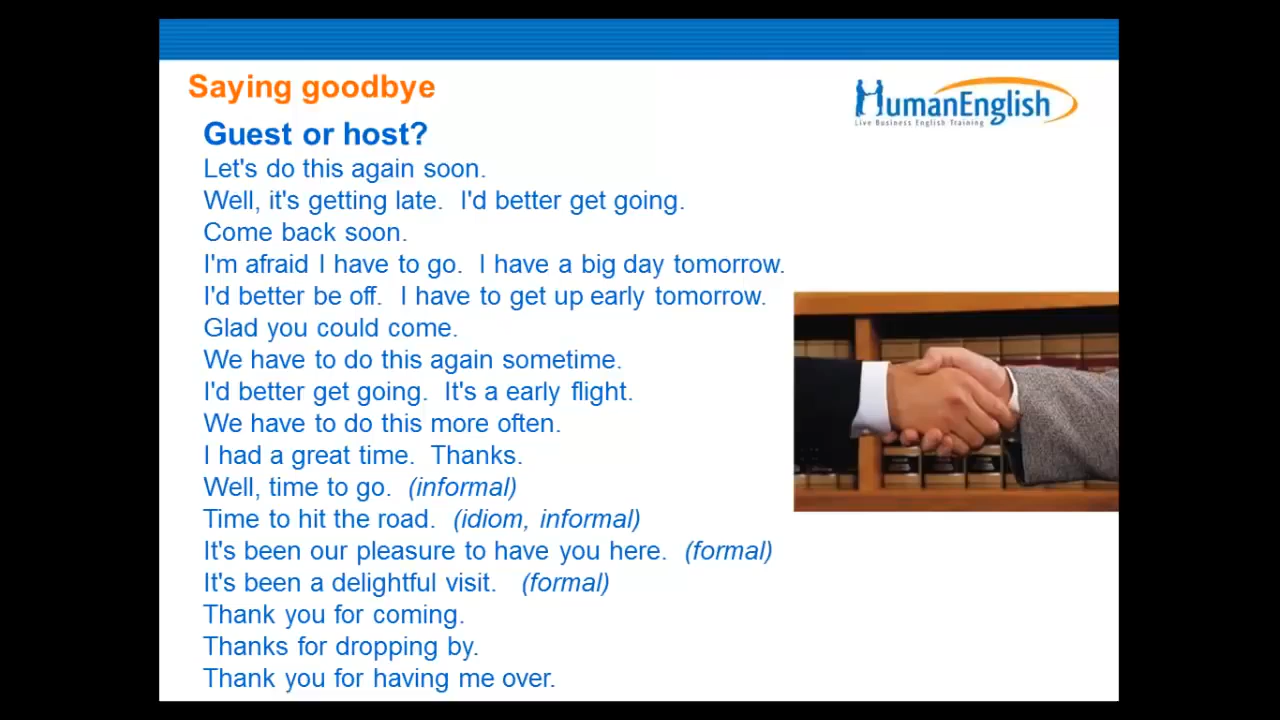 Saying goodbye
HumanEnglish
Live Business English Training
Guest or host?
Let's do this again soon.
Well, it's getting late. I'd better get going.
Come back soon.
I'm afraid I have to go. I have a big day tomorrow.
I'd better be off. I have to get up early tomorrow.
Glad you could come.
We have to do this again sometime.
I'd better get going. It's a early flight.
We have to do this more often.
I had a great time. Thanks.
Well, time to go. (informal)
Time to hit the road. (idiom, informal)
It's been our pleasure to have you here. (formal)
It's been a delightful visit. (formal)
Thank you for coming.
Thanks for dropping by.
Thank you for having me over.